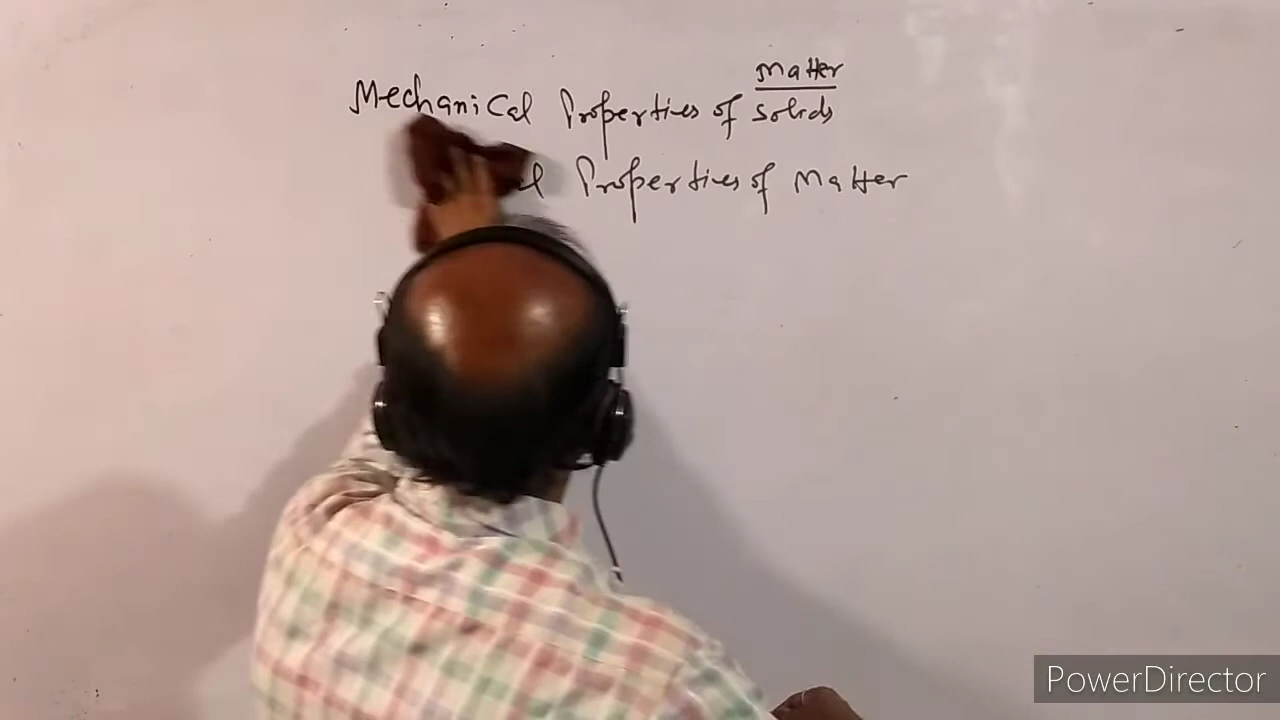 Matter
Mechanical Properties of Solids
Properties of Matter
PowerDirector